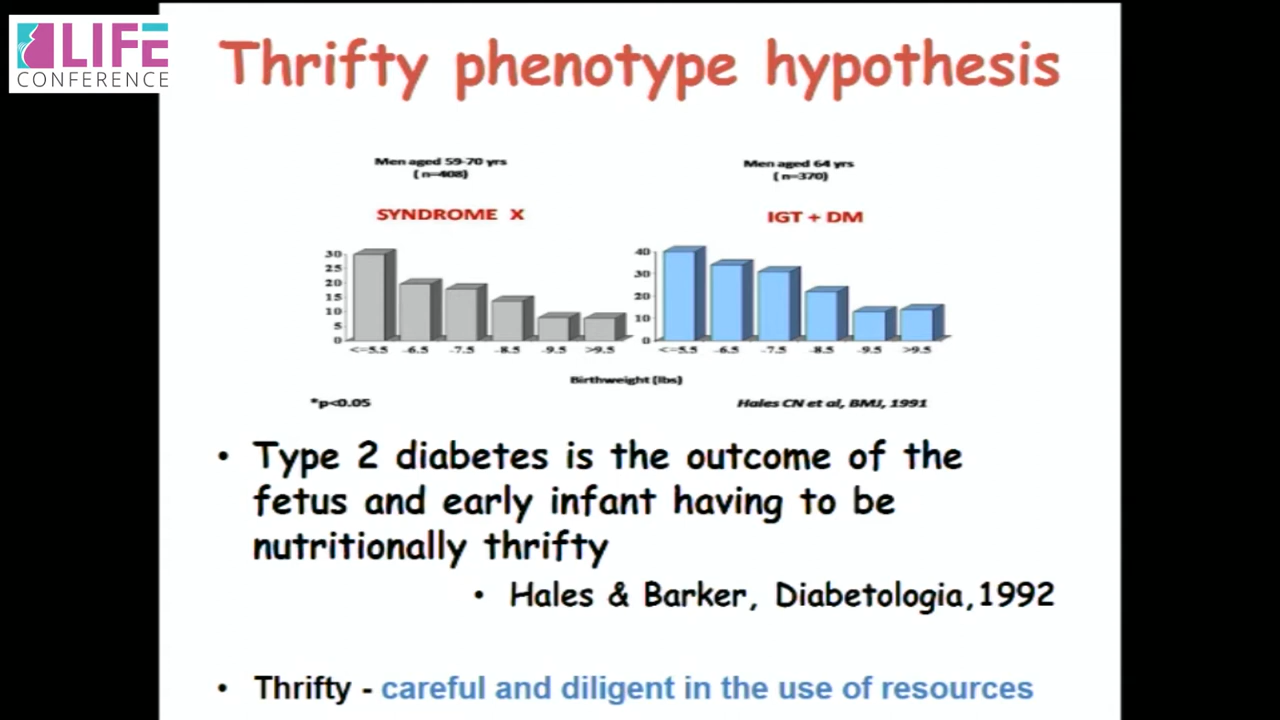 LIFE
CONFERENCE
Thrifty phenotype hypothesis
Men aged 59-70 yrs
( n=408)
SYNDROME X
30
25
20
15
10
5
0
<=5.5 -6.5 -7.5 -8.5 -9.5 >9.5
Men aged 64 yrs
( n=370)
IGT + DM
40
30
20
10
0
<=5.5 -6.5 -7.5 -8.5 -9.5 >9.5
Birthweight (lbs)
*p<0.05
Hales CN et al, BMJ, 1991
• Type 2 diabetes is the outcome of the
fetus and early infant having to be
nutritionally thrifty
• Hales & Barker, Diabetologia,1992
• Thrifty - careful and diligent in the use of resources